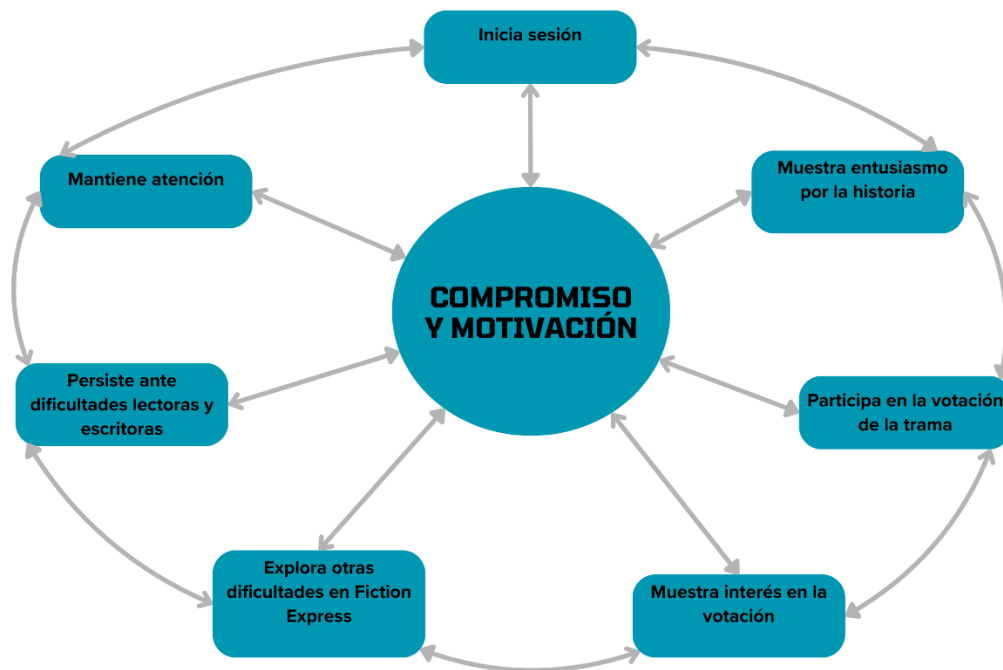 Inicia sesión
Mantiene atención
Muestra entusiasmo
por la historia
COMPROMISO
Y MOTIVACIÓN
Persiste ante
dificultades lectoras y
escritoras
Participa en la votación
de la trama
Explora otras
dificultades en Fiction
Express
Muestra interés en la
votación